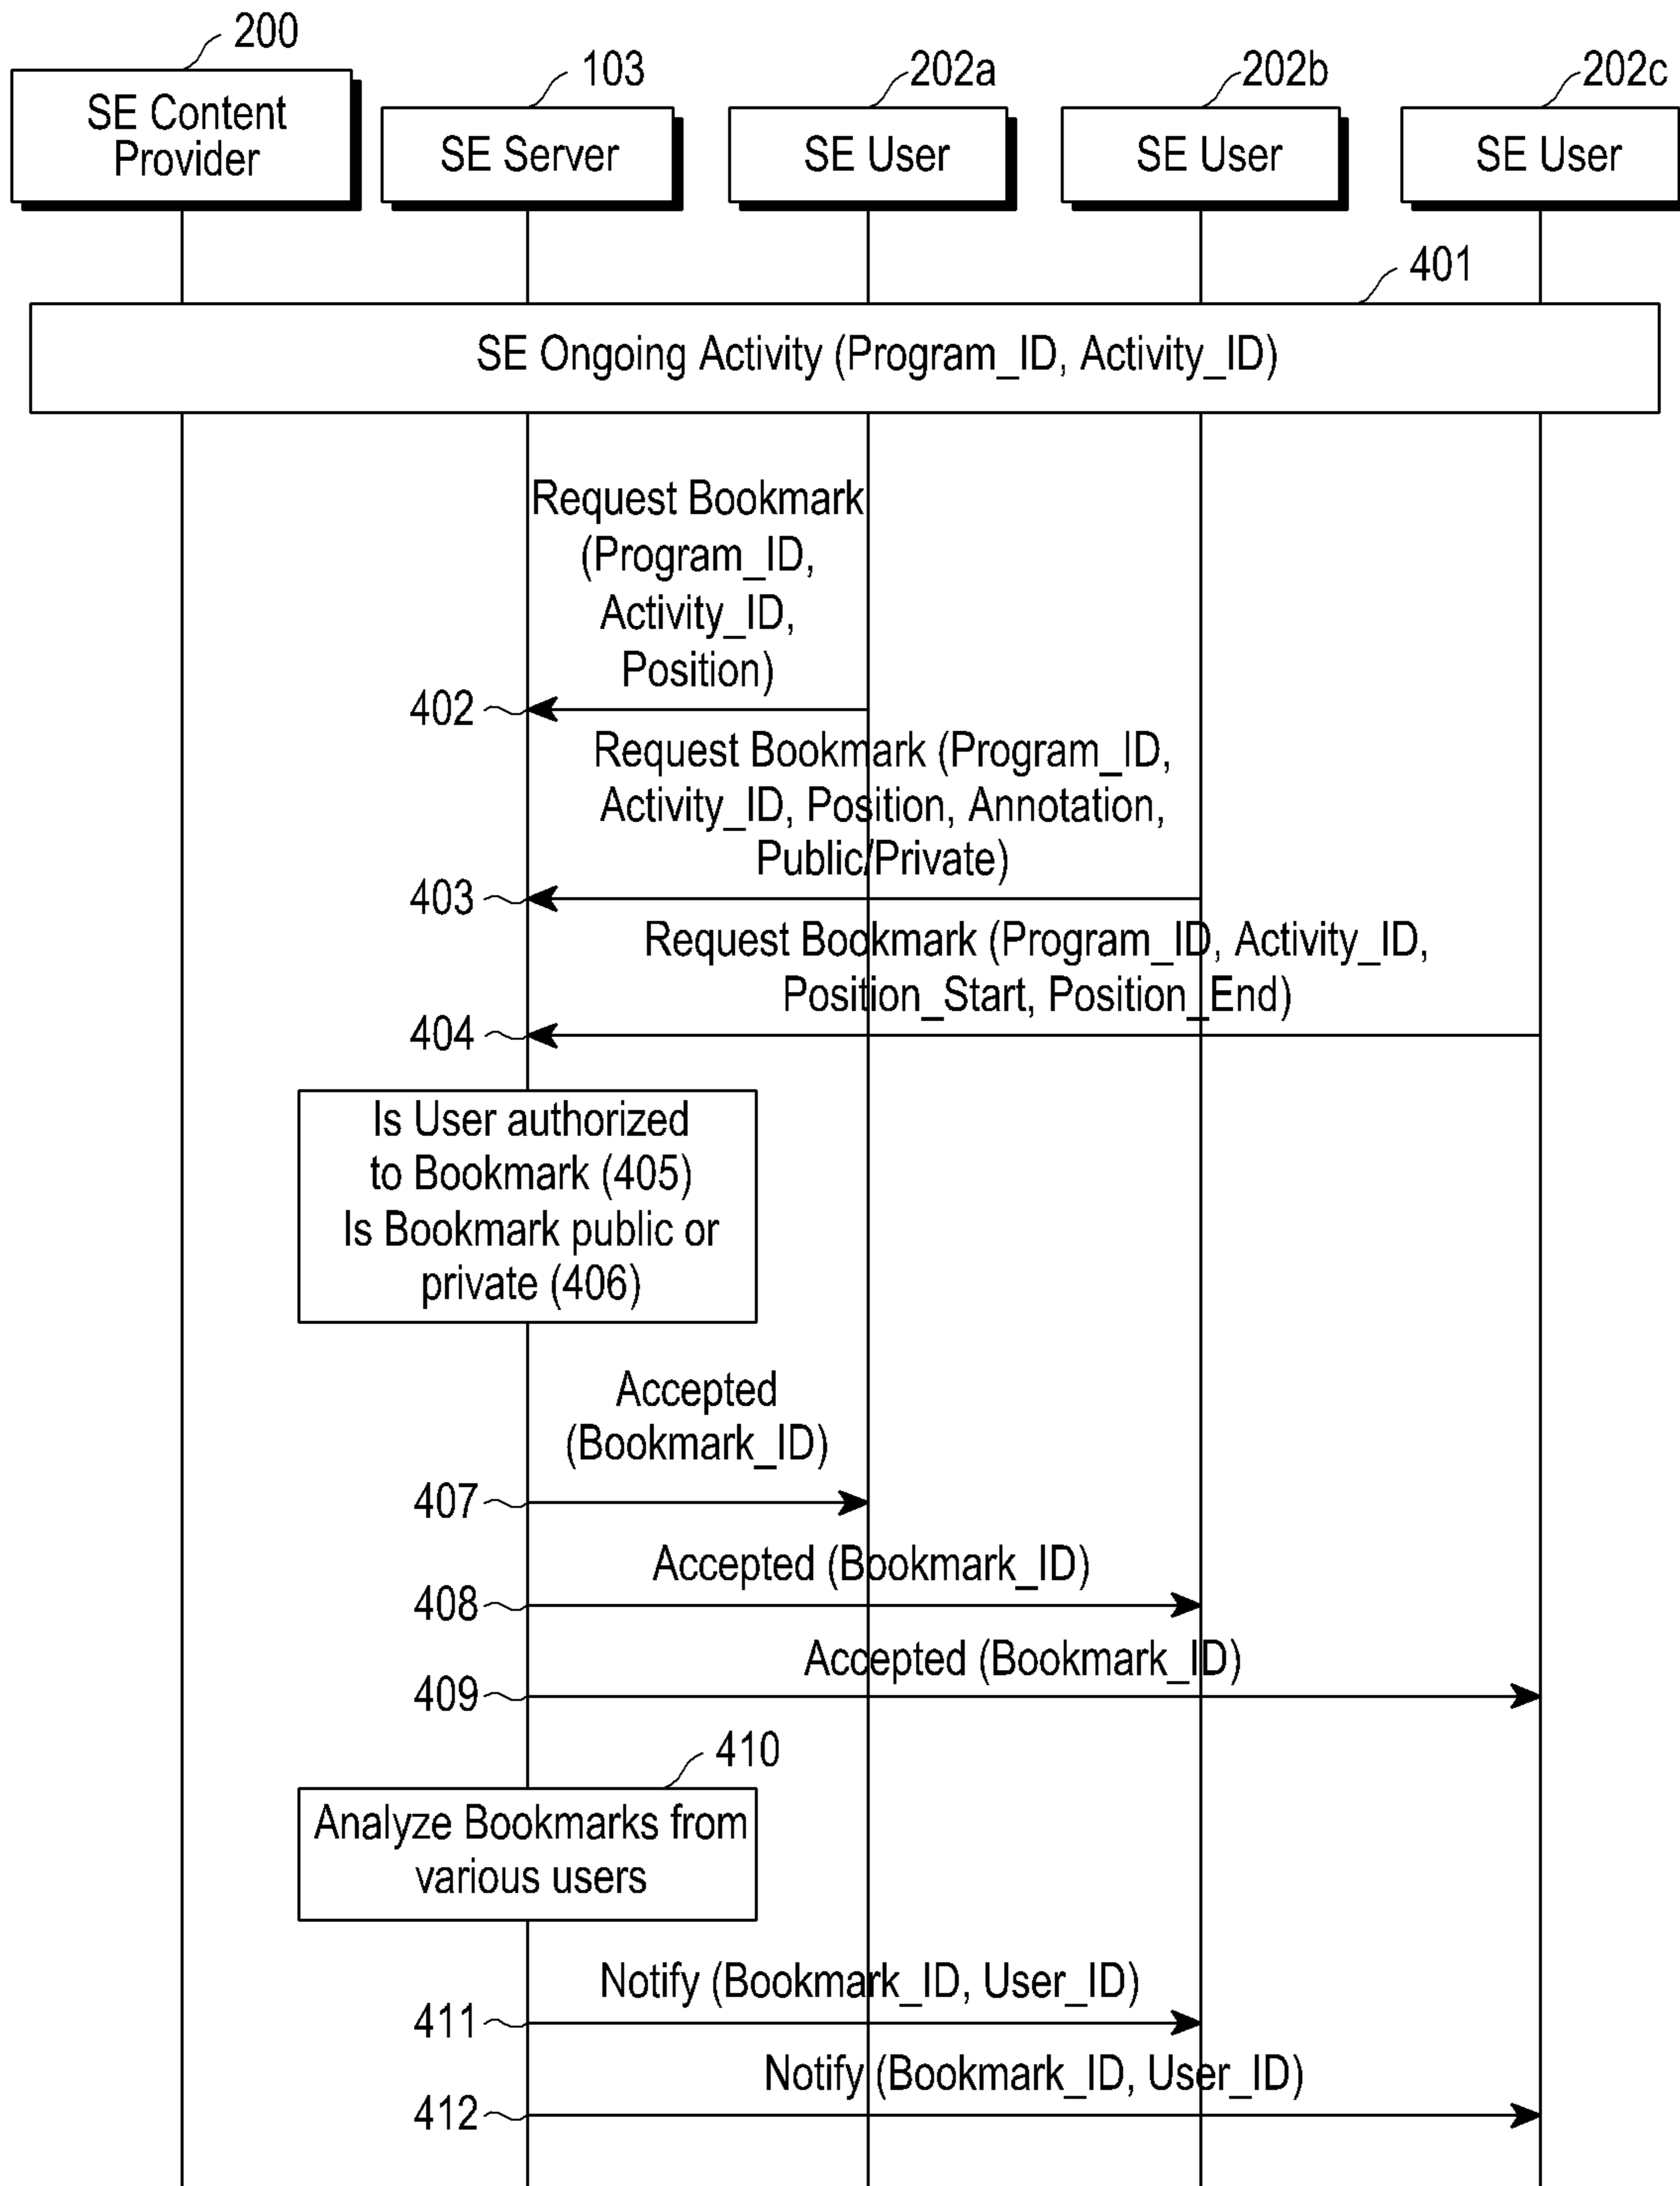 200
103
202a
202b
202c
SE Content
Provider
SE Server
SE User
SE User
SE User
401
SE Ongoing Activity (Program_ID, Activity_ID)
Request Bookmark
(Program_ID,
Activity_ID,
Position)
402
Request Bookmark (Program_ID,
Activity_ID, Position, Annotation,
Public/Private)
403
Request Bookmark (Program_ID, Activity_ID,
Position_Start, Position_End)
404
Is User authorized
to Bookmark (405)
Is Bookmark public or
private (406)
Accepted
(Bookmark_ID)
407
Accepted (Bookmark_ID)
408
Accepted (Bookmark_ID)
409
410
Analyze Bookmarks from
various users
Notify (Bookmark_ID, User_ID)
411
Notify (Bookmark_ID, User_ID)
412